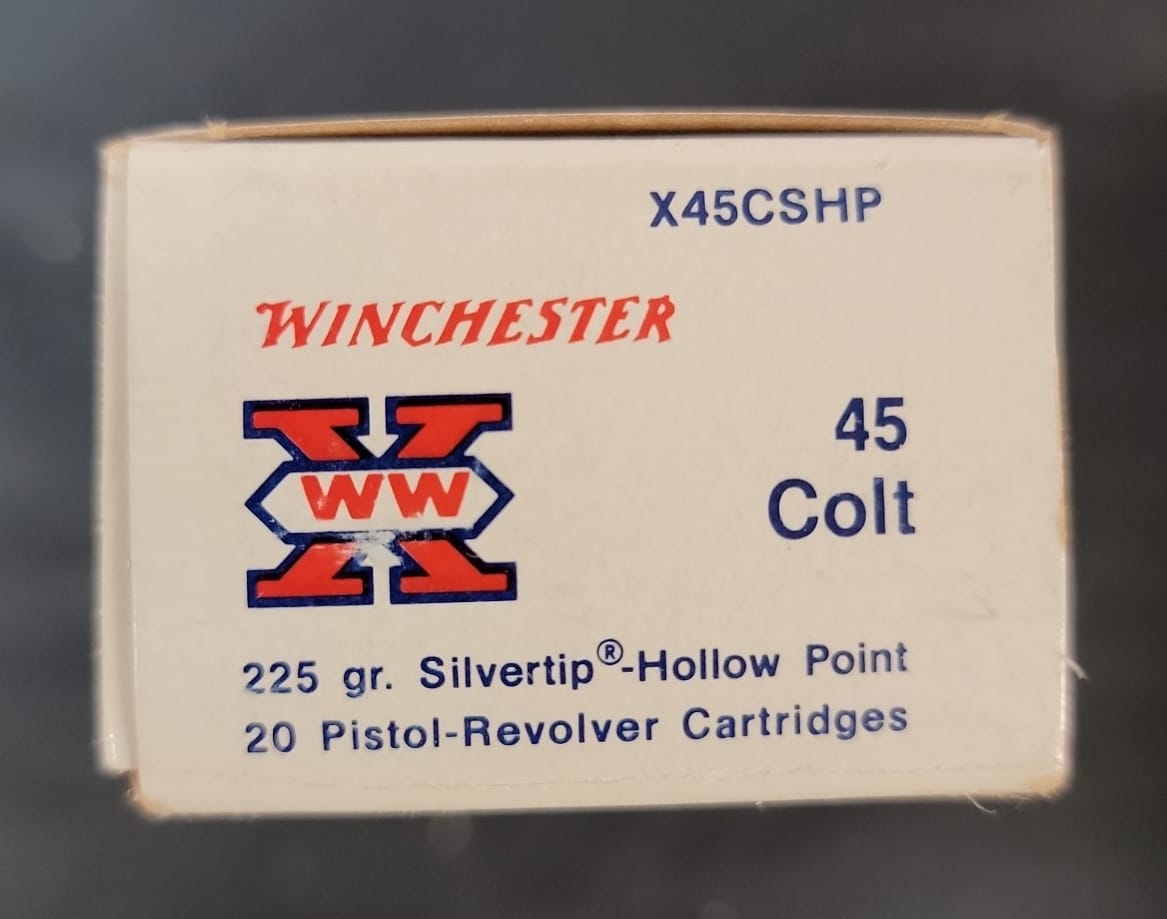 X45CSHP
WINCHESTER
X
WW
45
Colt
225 gr. Silvertip®-Hollow Point
20 Pistol-Revolver Cartridges